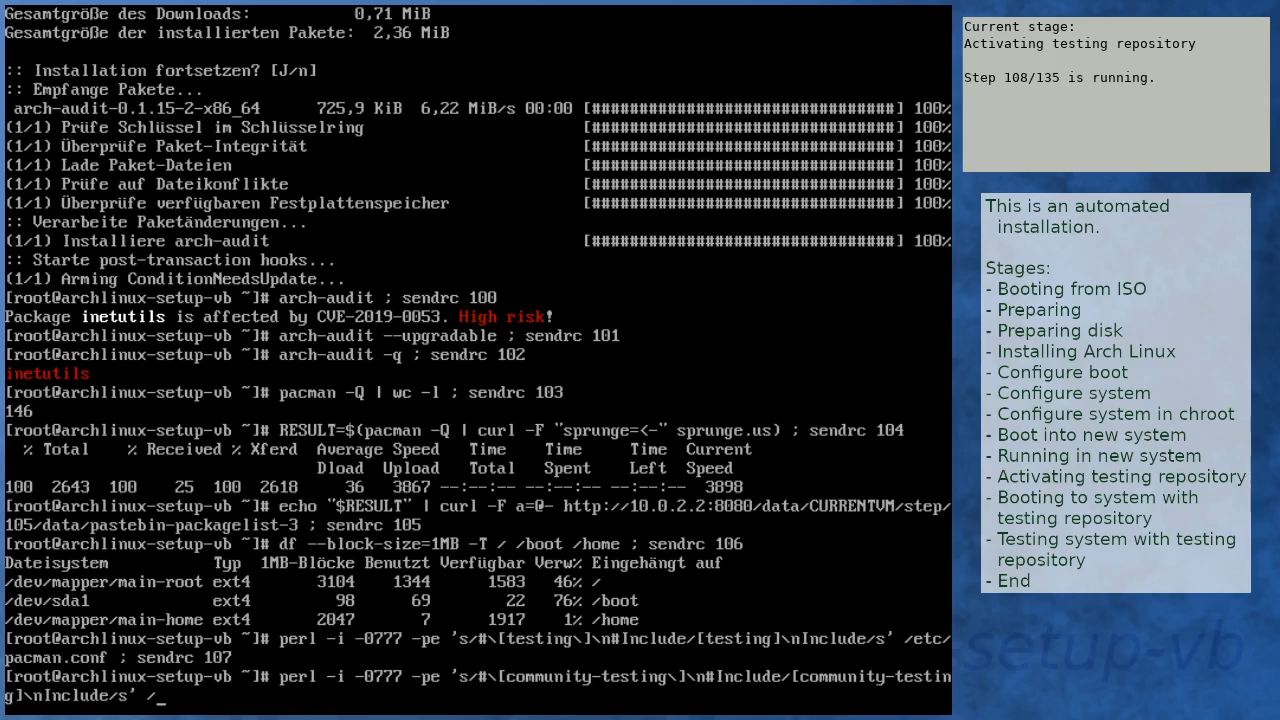 Gesamtgröße des Downloads:           0,71 MiB
Gesamtgröße der installierten Pakete:  2,36 MiB
:: Installation fortsetzen? [J/n]
:: Empfange Pakete...
 arch-audit-0.1.15-2-x86_64      725,9 KiB  6,22 MiB/s 00:00 [################################] 100%
(1/1) Prüfe Schlüssel im Schlüsselring                       [################################] 100%
(1/1) Überprüfe Paket-Integrität                             [################################] 100%
(1/1) Lade Paket-Dateien                                     [################################] 100%
(1/1) Prüfe auf Dateikonflikte                               [################################] 100%
(1/1) Überprüfe verfügbaren Festplattenspeicher              [################################] 100%
:: Verarbeite Paketänderungen...
(1/1) Installiere arch-audit                                 [################################] 100%
:: Starte post-transaction hooks...
(1/1) Arming ConditionNeedsUpdate...
[root@archlinux-setup-vb ~]# arch-audit ; sendrc 100
Package inetutils is affected by CVE-2019-0053. High risk!
[root@archlinux-setup-vb ~]# arch-audit --upgradable ; sendrc 101
[root@archlinux-setup-vb ~]# arch-audit -q ; sendrc 102
inetutils
[root@archlinux-setup-vb ~]# pacman -Q | wc -l ; sendrc 103
146
[root@archlinux-setup-vb ~]# RESULT=$(pacman -Q | curl -F "sprunge=<-" sprunge.us) ; sendrc 104
  % Total    % Received % Xferd  Average Speed   Time    Time     Time  Current
                                 Dload  Upload   Total   Spent    Left  Speed
100  2643  100    25  100  2618     36   3867 --:--:-- --:--:-- --:--:--  3898
[root@archlinux-setup-vb ~]# echo "$RESULT" | curl -F a=@- http://10.0.2.2:8080/data/CURRENTVM/step/
105/data/pastebin-packagelist-3 ; sendrc 105
[root@archlinux-setup-vb ~]# df --block-size=1MB -T / /boot /home ; sendrc 106
Dateisystem           Typ  1MB-Blöcke Benutzt Verfügbar Verw% Eingehängt auf
/dev/mapper/main-root ext4       3104    1344      1583   46% /
/dev/sda1             ext4         98      69        22   76% /boot
/dev/mapper/main-home ext4       2047       7      1917    1% /home
[root@archlinux-setup-vb ~]# perl -i -0777 -pe 's/#\[testing\]\n#Include/[testing]\nInclude/s' /etc/
pacman.conf ; sendrc 107
[root@archlinux-setup-vb ~]# perl -i -0777 -pe 's/#\[community-testing\]\n#Include/[community-testin
g]\nInclude/s' /_
Current stage:
Activating testing repository
Step 108/135 is running.
This is an automated
installation.
Stages:
- Booting from ISO
- Preparing
- Preparing disk
- Installing Arch Linux
- Configure boot
- Configure system
- Configure system in chroot
- Boot into new system
- Running in new system
- Activating testing repository
- Booting to system with
testing repository
- Testing system with testing
repository
- End
setup-vb